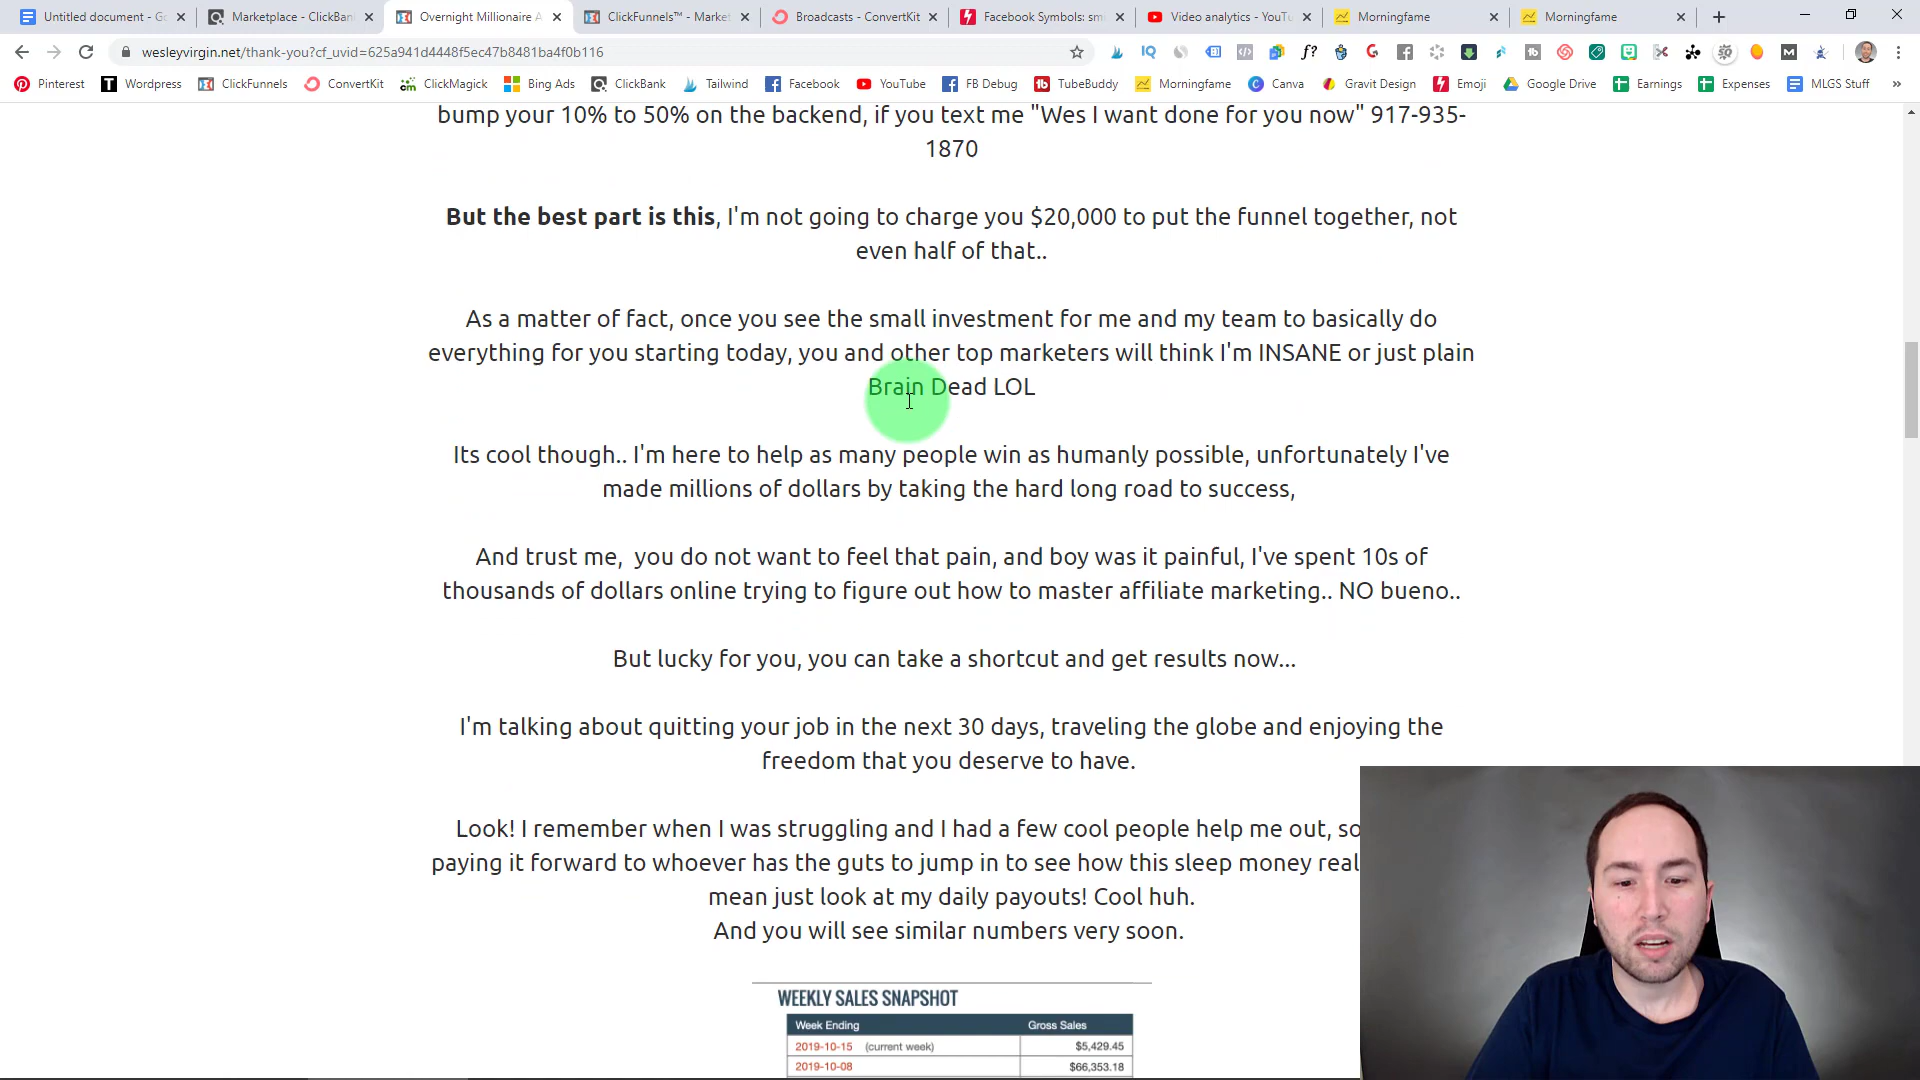 Untitled document - Go
Marketplace - ClickBan
Overnight Millionaire A
ClickFunnels™ - Market
Broadcasts - ConvertKit
Facebook Symbols: sm
Video analytics - YouTu
Morningfame
Morningfame
wesleyvirgin.net/thank-you?cf_uvid=625a941d4448f5ec47b8481ba4f0b116
Pinterest
Wordpress
ClickFunnels
ConvertKit
ClickMagick
Bing Ads
ClickBank
Tailwind
Facebook
YouTube
FB Debug
TubeBuddy
Morningfame
Canva
Gravit Design
Emoji
Google Drive
Earnings
Expenses
MLGS Stuff
bump your 10% to 50% on the backend, if you text me "Wes I want done for you now" 917-935-
1870
But the best part is this, I'm not going to charge you $20,000 to put the funnel together, not
even half of that..
As a matter of fact, once you see the small investment for me and my team to basically do
everything for you starting today, you and other top marketers will think I'm INSANE or just plain
Brain Dead LOL
Its cool though.. I'm here to help as many people win as humanly possible, unfortunately I've
made millions of dollars by taking the hard long road to success,
And trust me,  you do not want to feel that pain, and boy was it painful, I've spent 10s of
thousands of dollars online trying to figure out how to master affiliate marketing.. NO bueno..
But lucky for you, you can take a shortcut and get results now...
I'm talking about quitting your job in the next 30 days, traveling the globe and enjoying the
freedom that you deserve to have.
Look! I remember when I was struggling and I had a few cool people help me out, so
paying it forward to whoever has the guts to jump in to see how this sleep money real
mean just look at my daily payouts! Cool huh.
And you will see similar numbers very soon.
WEEKLY SALES SNAPSHOT
Week Ending Gross Sales
2019-10-15 (current week) $5,429.45
2019-10-08 $66,353.18